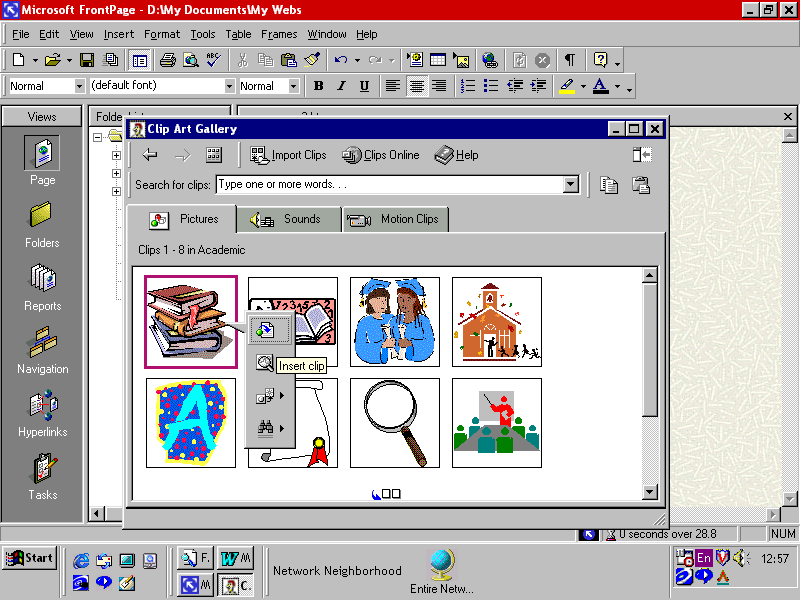 Microsoft FrontPage - D:\My Documents\My Webs
File Edit View Insert Format Tools Table Frames Window Help
Normal (default font) Normal B I U A
Views
Clip Art Gallery
Import Clips Clips Online Help
Search for clips: Type one or more words. . .
Pictures Sounds Motion Clips
Clips 1 - 8 in Academic
Insert clip
Page
Folders
Reports
Navigation
Hyperlinks
Tasks
0 seconds over 28.8 NUM
Start F. W M
M C.
Network Neighborhood
Entire Netw...
En 12:57